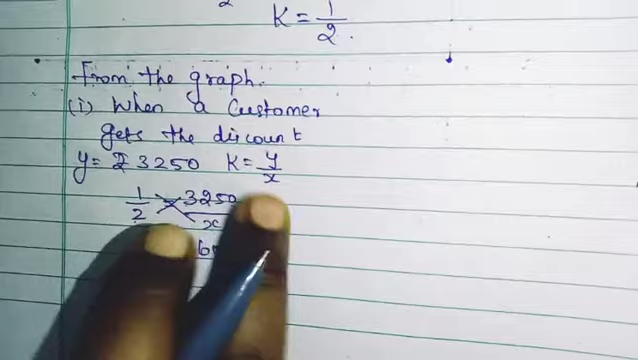 K = 1/2.
From the graph.
(i) When a Customer
gets the discount
y = 3250 K = y/x
1/2 3250/x